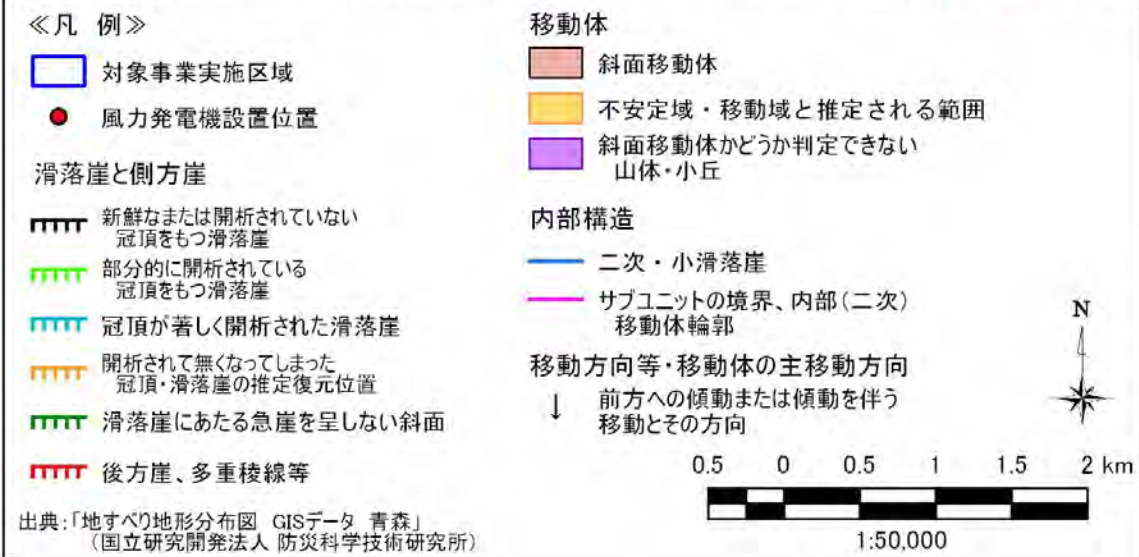 ≪凡 例≫
対象事業実施区域
風力発電機設置位置
滑落崖と側方崖
新鮮なまたは開析されていない
冠頂をもつ滑落崖
部分的に開析されている
冠頂をもつ滑落崖
冠頂が著しく開析された滑落崖
開析されて無くなってしまった
冠頂・滑落崖の推定復元位置
滑落崖にあたる急崖を呈しない斜面
後方崖、多重稜線等
出典:「地すべり地形分布図 GISデータ 青森」
(国立研究開発法人 防災科学技術研究所)
移動体
斜面移動体
不安定域・移動域と推定される範囲
斜面移動体かどうか判定できない
山体・小丘
内部構造
二次・小滑落崖
サブユニットの境界、内部(二次)
移動体輪郭
移動方向等・移動体の主移動方向
↓ 前方への傾動または傾動を伴う
移動とその方向
N
0.5 0 0.5 1 1.5 2 km
1:50,000